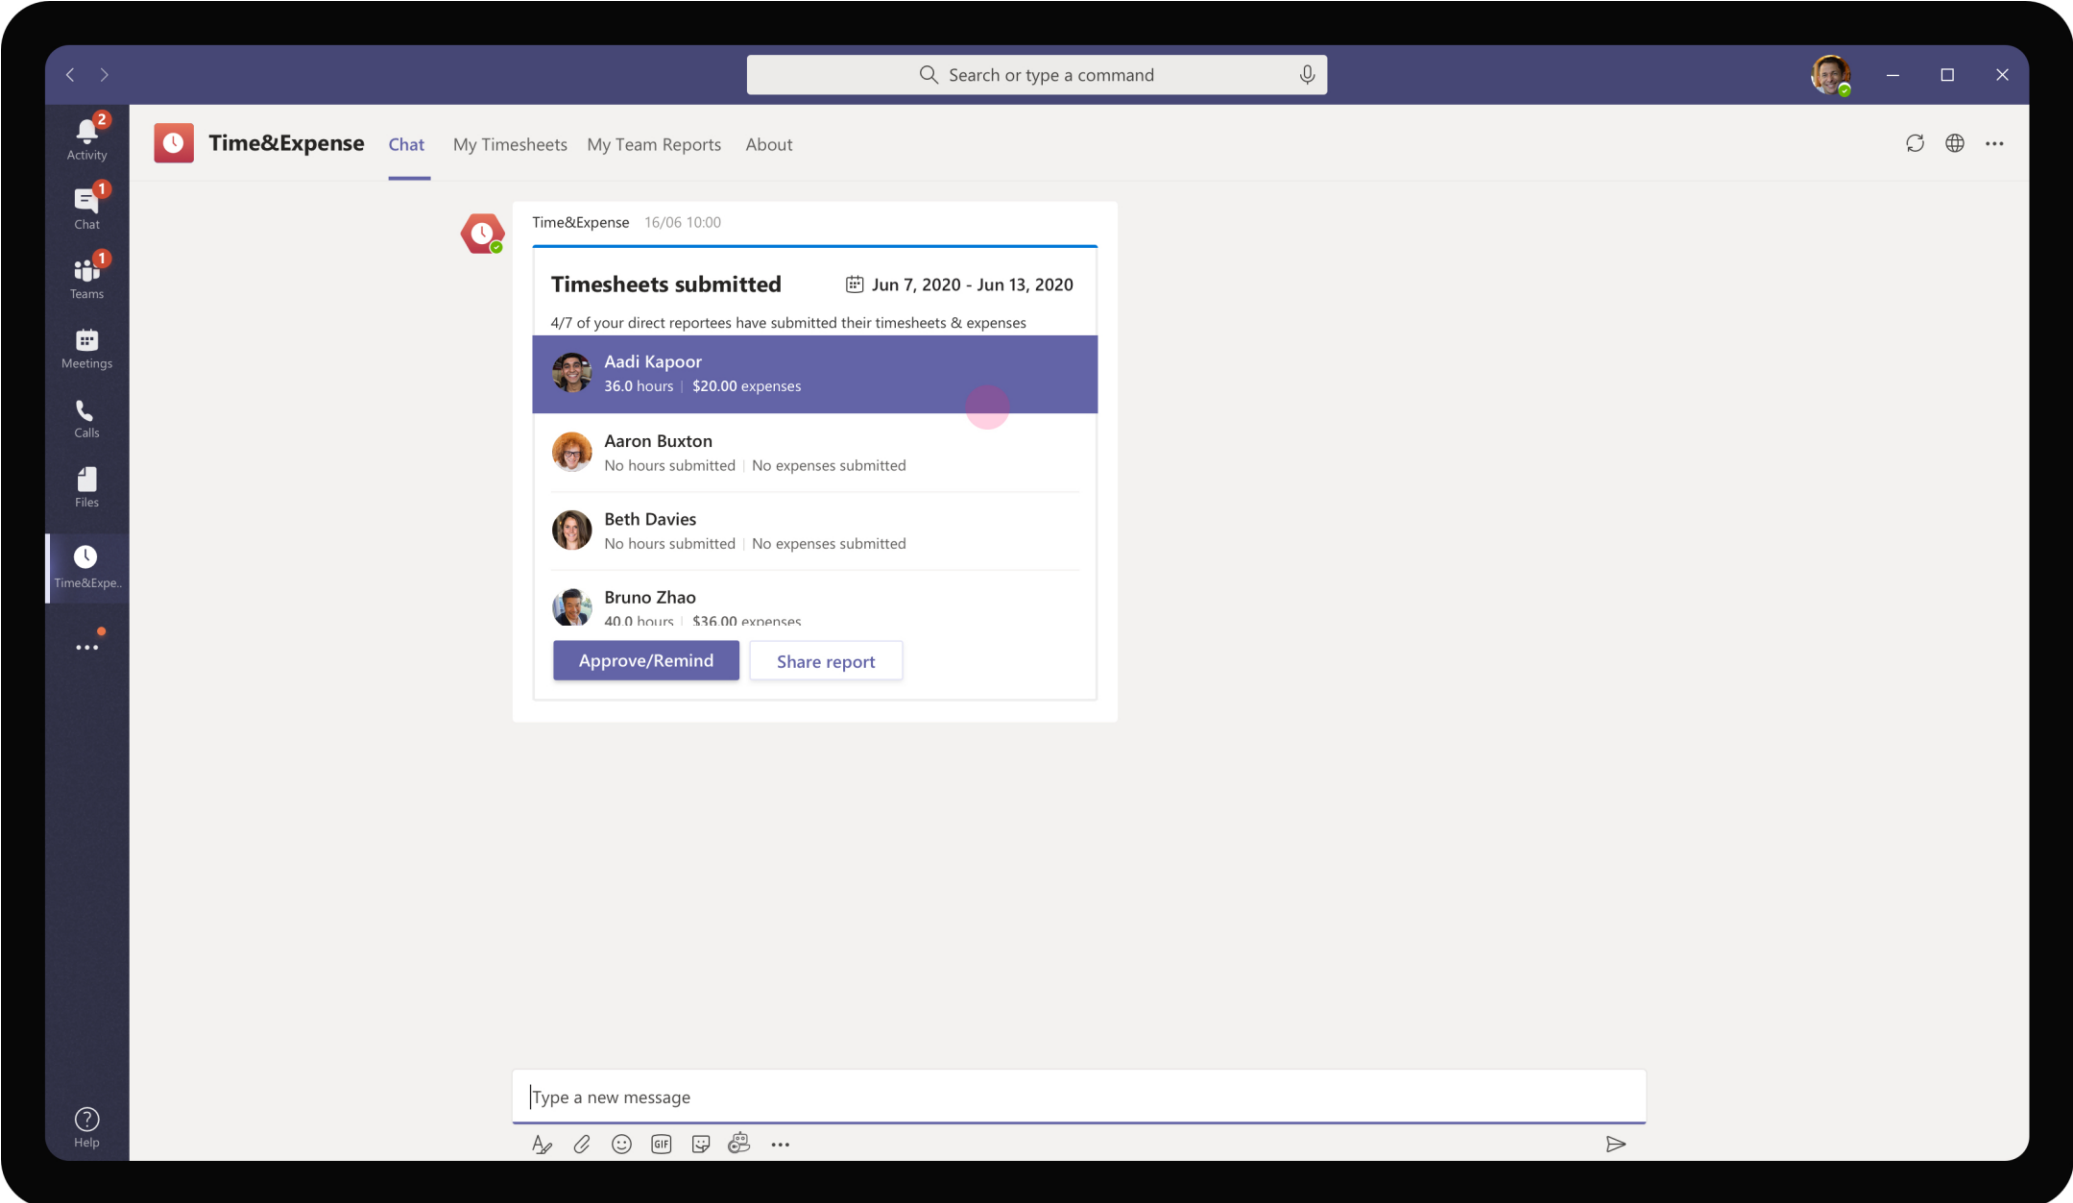 Search or type a command
2
Activity
1
Chat
1
Teams
Meetings
Calls
Files
Time&Expe..
Help
Time&Expense Chat My Timesheets My Team Reports About
Time&Expense 16/06 10:00
Timesheets submitted Jun 7, 2020 - Jun 13, 2020
4/7 of your direct reportees have submitted their timesheets & expenses
Aadi Kapoor
36.0 hours | $20.00 expenses
Aaron Buxton
No hours submitted | No expenses submitted
Beth Davies
No hours submitted | No expenses submitted
Bruno Zhao
40.0 hours | $36.00 expenses
Approve/Remind Share report
Type a new message
GIF